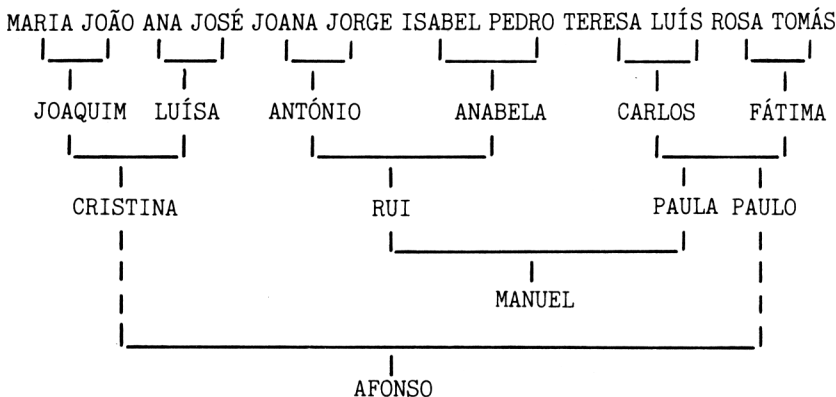 MARIA JOÃO ANA JOSÉ JOANA JORGE ISABEL PEDRO TERESA LUÍS ROSA TOMÁS
JOAQUIM LUÍSA ANTÓNIO ANABELA CARLOS FÁTIMA
CRISTINA RUI PAULA PAULO
MANUEL
AFONSO